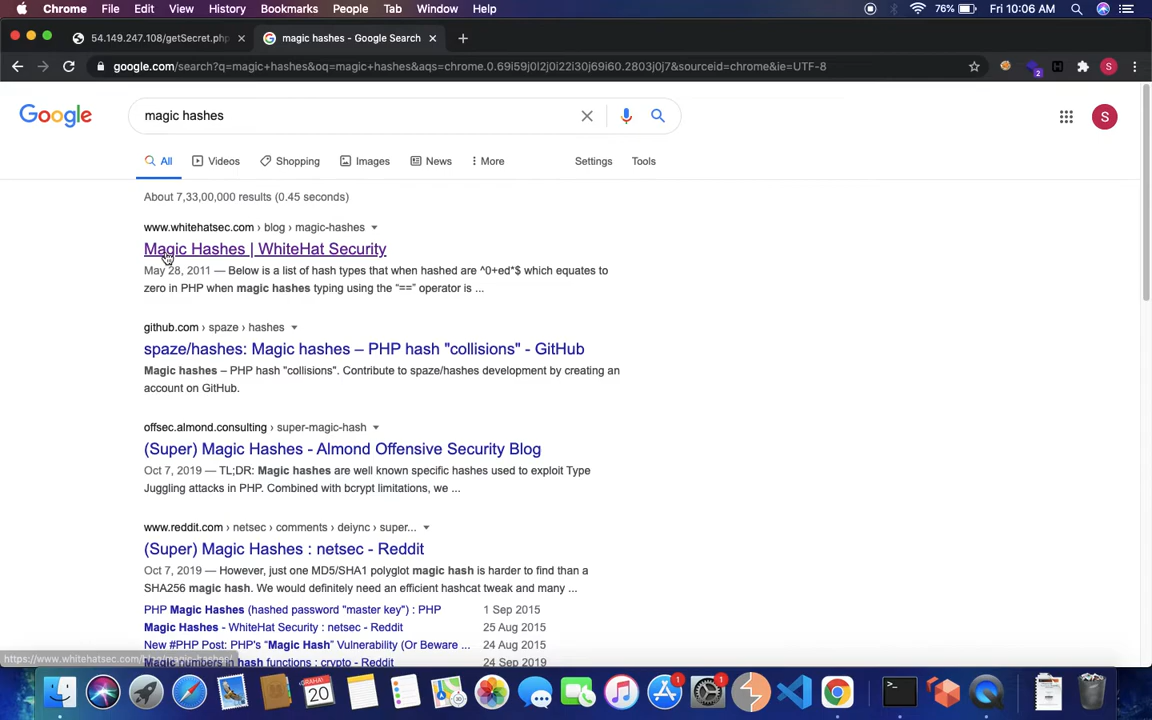 Chrome File Edit View History Bookmarks People Tab Window Help 76% Fri 10:06 AM
54.149.247.108/getSecret.php magic hashes - Google Search
google.com/search?q=magic+hashes&oq=magic+hashes&aqs=chrome.0.69i59j0l2j0i22i30j69i60.2803j0j7&sourceid=chrome&ie=UTF-8 2 S
Google magic hashes S
All Videos Shopping Images News More Settings Tools
About 7,33,00,000 results (0.45 seconds)
www.whitehatsec.com › blog › magic-hashes
Magic Hashes | WhiteHat Security
May 28, 2011 — Below is a list of hash types that when hashed are ^0+ed*$ which equates to
zero in PHP when magic hashes typing using the “==” operator is ...
github.com › spaze › hashes
spaze/hashes: Magic hashes – PHP hash "collisions" - GitHub
Magic hashes – PHP hash "collisions". Contribute to spaze/hashes development by creating an
account on GitHub.
offsec.almond.consulting › super-magic-hash
(Super) Magic Hashes - Almond Offensive Security Blog
Oct 7, 2019 — TL;DR: Magic hashes are well known specific hashes used to exploit Type
Juggling attacks in PHP. Combined with bcrypt limitations, we ...
www.reddit.com › netsec › comments › deiync › super...
(Super) Magic Hashes : netsec - Reddit
Oct 7, 2019 — However, just one MD5/SHA1 polyglot magic hash is harder to find than a
SHA256 magic hash. We would definitely need an efficient hashcat tweak and many ...
PHP Magic Hashes (hashed password "master key") : PHP 1 Sep 2015
Magic Hashes - WhiteHat Security : netsec - Reddit 25 Aug 2015
New #PHP Post: PHP's “Magic Hash” Vulnerability (Or Beware ... 24 Aug 2015
Magic numbers in hash functions : crypto - Reddit 24 Sep 2019
https://www.whitehatsec.com/blog/magic-hashes/
20 1 1